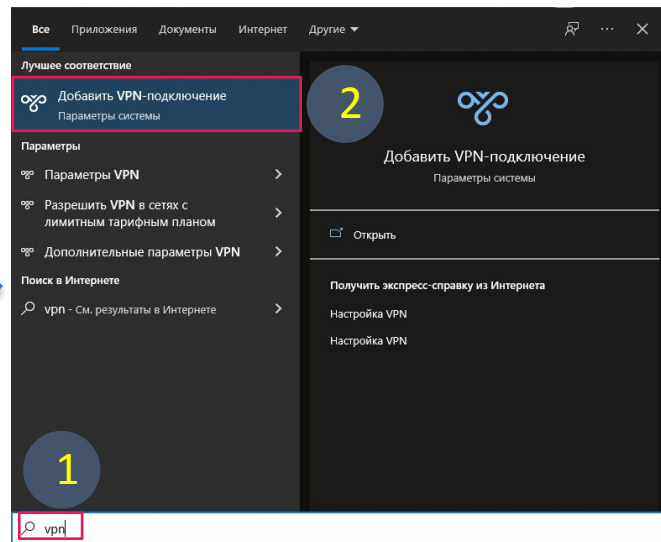 Все Приложения Документы Интернет Другие
Лучшее соответствие
Добавить VPN-подключение
Параметры системы
Параметры
Параметры VPN
Разрешить VPN в сетях с
лимитным тарифным планом
Дополнительные параметры VPN
Поиск в Интернете
vpn - См. результаты в Интернете
1
vpn
2
Добавить VPN-подключение
Параметры системы
Открыть
Получить экспресс-справку из Интернета
Настройка VPN
Настройка VPN